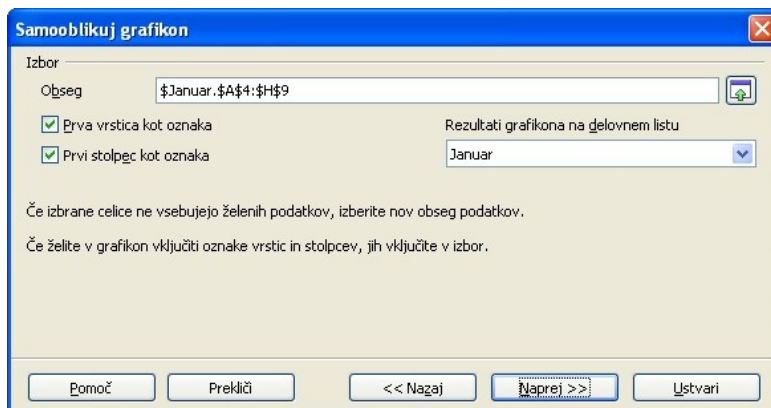 Samooblikuj grafikon
Izbor
Obseg $Januar.$A$4:$H$9
Prva vrstica kot oznaka
Rezultati grafikona na delovnem listu
Prvi stolpec kot oznaka
Januar
Če izbrane celice ne vsebujejo želenih podatkov, izberite nov obseg podatkov.
Če želite v grafikon vključiti oznake vrstic in stolpcev, jih vključite v izbor.
Pomoč Prekliči << Nazaj Naprej >> Ustvari